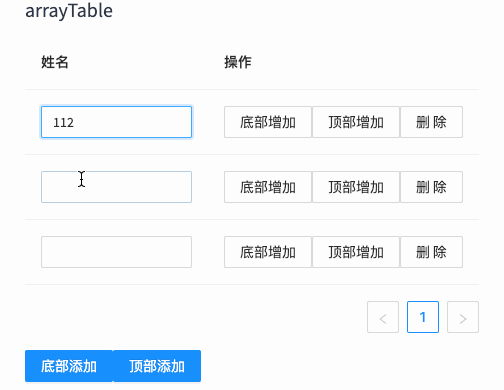 arrayTable
姓名 操作
112 底部增加 顶部增加 删 除
底部增加 顶部增加 删 除
底部增加 顶部增加 删 除
< 1 >
底部添加 顶部添加